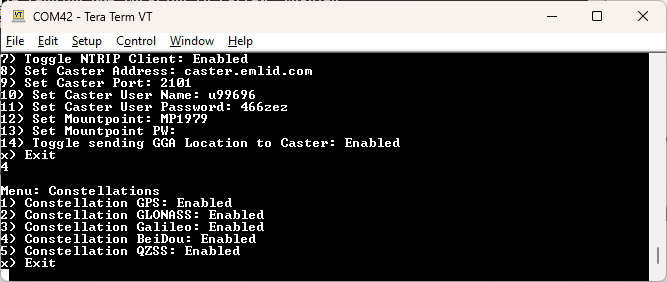 COM42 - Tera Term VT
File Edit Setup Control Window Help
7) Toggle NTRIP Client: Enabled
8) Set Caster Address: caster.emlid.com
9) Set Caster Port: 2101
10) Set Caster User Name: u99696
11) Set Caster User Password: 466zez
12) Set Mountpoint: MP1979
13) Set Mountpoint PW:
14) Toggle sending GGA Location to Caster: Enabled
x) Exit
4
Menu: Constellations
1) Constellation GPS: Enabled
2) Constellation GLONASS: Enabled
3) Constellation Galileo: Enabled
4) Constellation BeiDou: Enabled
5) Constellation QZSS: Enabled
x) Exit